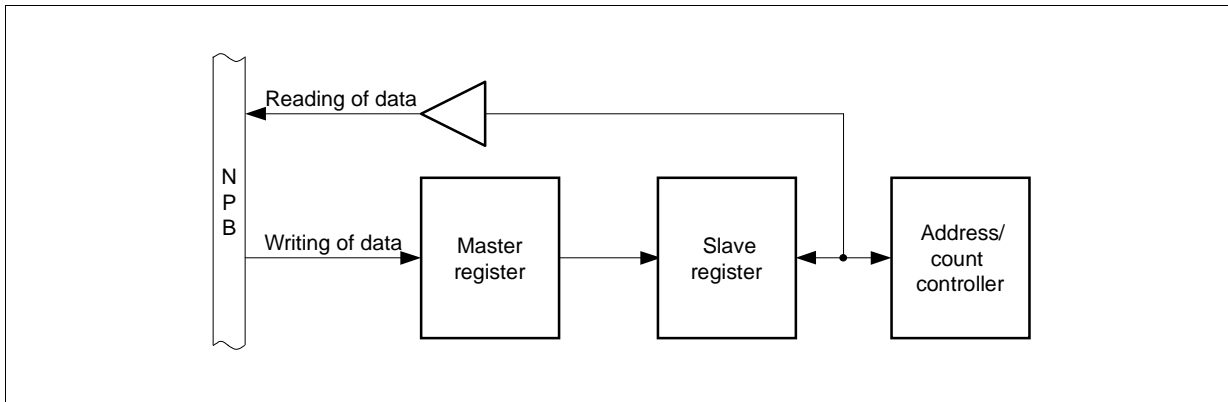 Reading of data
N
P
B
Writing of data
Master
register
Slave
register
Address/
count
controller